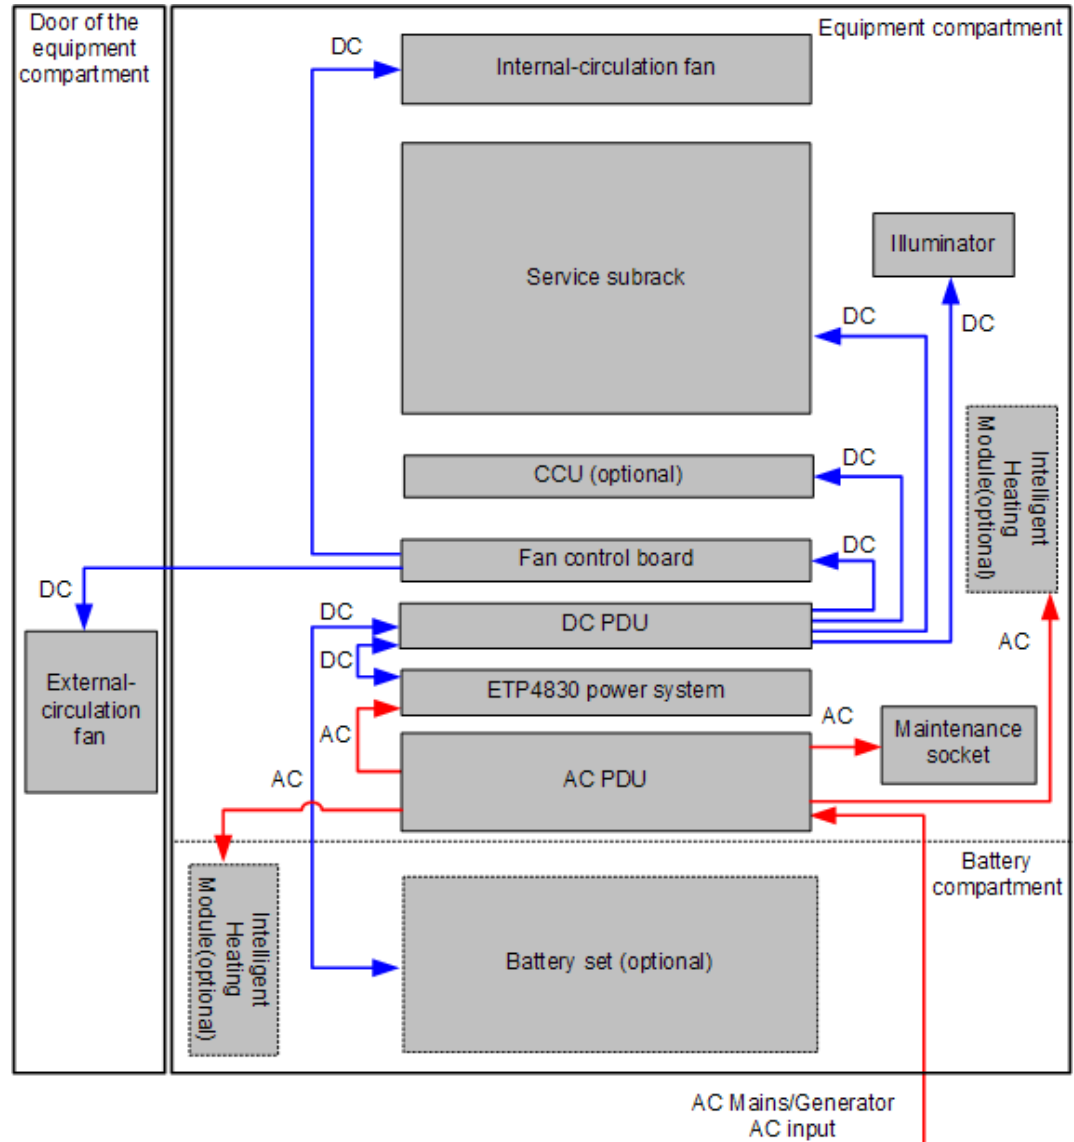 Door of the
equipment
compartment
Equipment compartment
DC
Internal-circulation fan
Service subrack
Illuminator
DC
DC
Intelligent
Heating
Module(optional)
CCU (optional)
DC
Fan control board
DC
DC
DC
DC PDU
AC
DC
External-
circulation
fan
ETP4830 power system
AC
AC
Maintenance
socket
AC
AC PDU
Battery
compartment
Intelligent
Heating
Module(optional)
Battery set (optional)
AC Mains/Generator
AC input